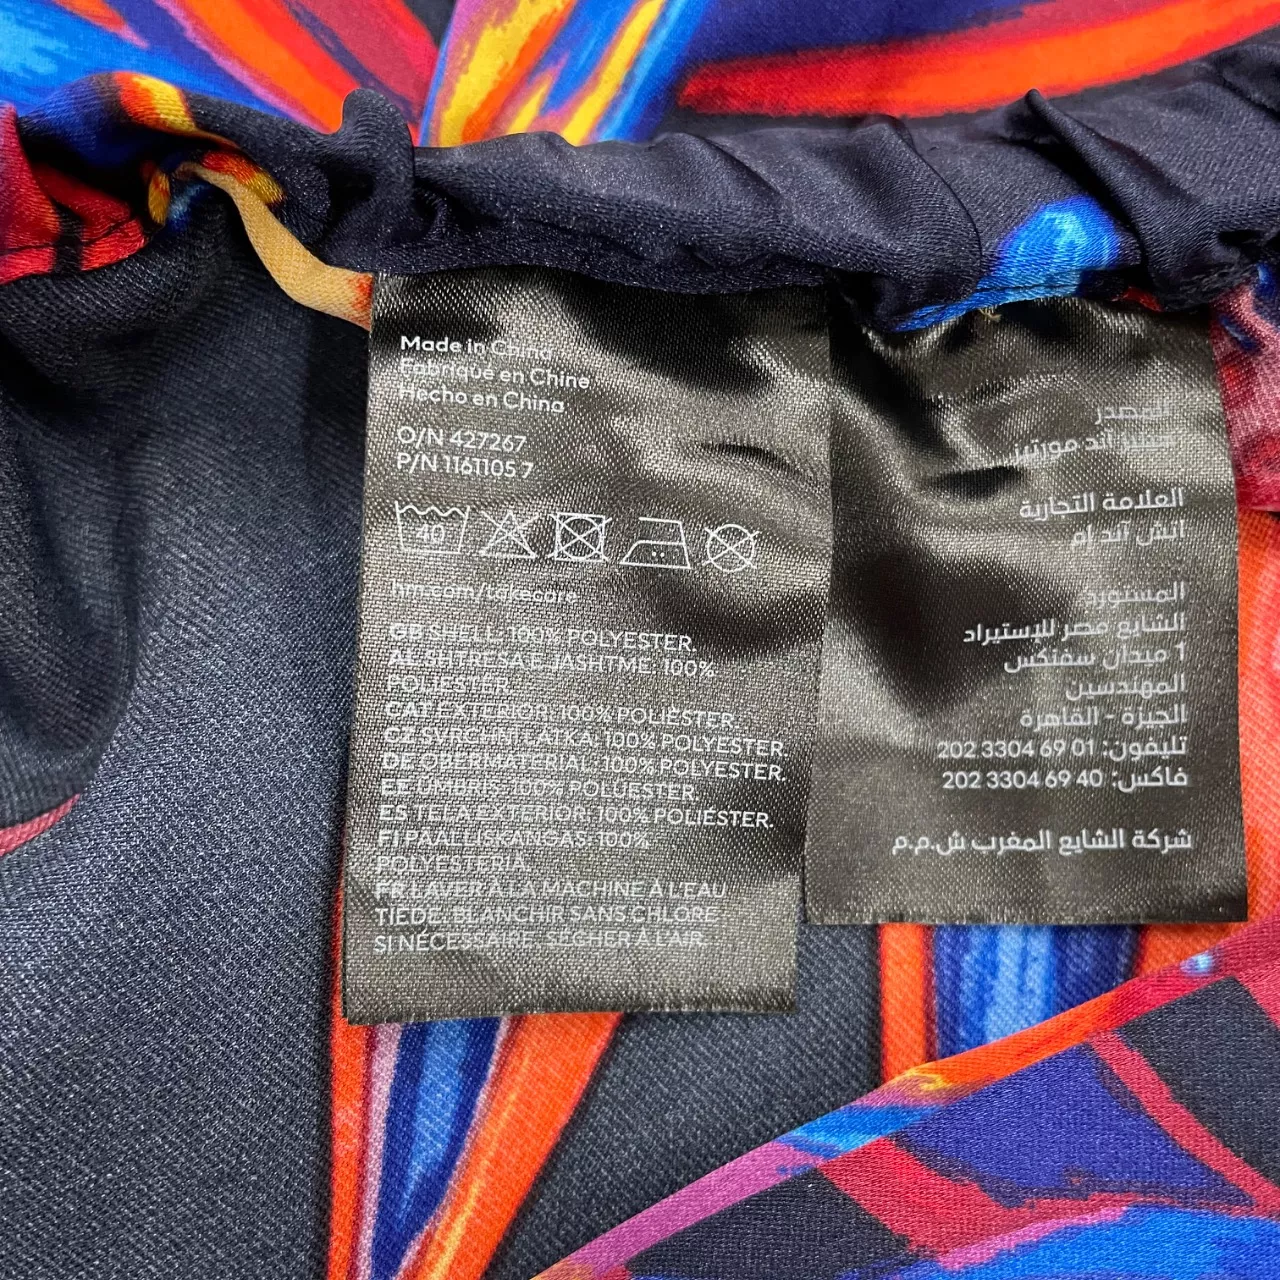 Made in China
Fabriqué en Chine
Hecho en China
O/N 427267
P/N 1161105 7
40
hm.com/takecare
GB SHELL: 100% POLYESTER.
AL SHTRESA E JASHTME: 100%
POLIESTER.
CAT EXTERIOR: 100% POLIÈSTER.
CZ SVRCHNÍ LÁTKA: 100% POLYESTER.
DE OBERMATERIAL: 100% POLYESTER.
EE ÜMBRIS: 100% POLÜESTER.
ES TELA EXTERIOR: 100% POLIÉSTER.
FI PÄÄLLISKANGAS: 100%
POLYESTERIA.
FR LAVER À LA MACHINE À L'EAU
TIÈDE. BLANCHIR SANS CHLORE
SI NÉCESSAIRE. SÉCHER À L'AIR.
المصدر
اند موريتز
العلامة التجارية
اتش آند إم
المستورد
الشايع مصر للإستيراد
1 ميدان سفنكس
المهندسين
الجيزة - القاهرة
تليفون: 01 69 3304 202
فاكس: 40 69 3304 202
شركة الشايع المغرب ش.م.م